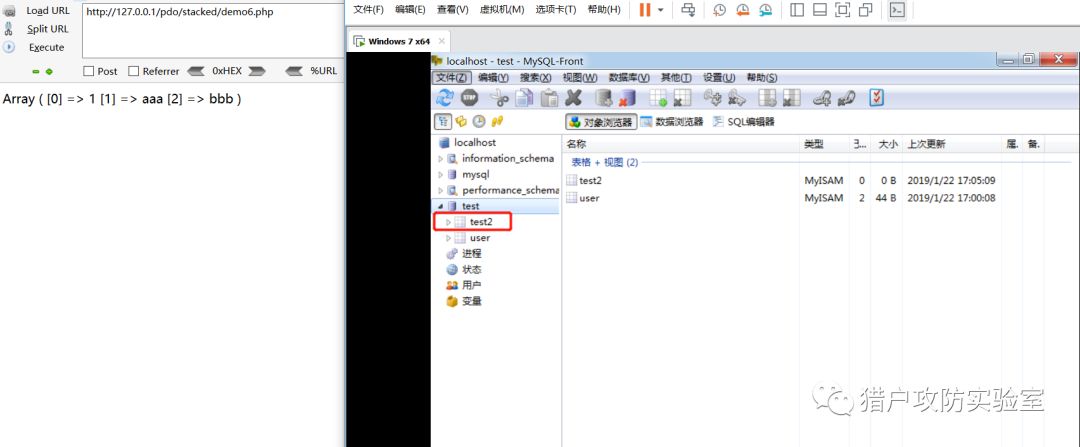 Load URL
http://127.0.0.1/pdo/stacked/demo6.php
Split URL
Execute
Post Referrer 0xHEX %URL
Array ( [0] => 1 [1] => aaa [2] => bbb )
文件(F) 编辑(E) 查看(V) 虚拟机(M) 选项卡(T) 帮助(H)
Windows 7 x64
localhost - test - MySQL-Front
文件(Z) 编辑(Y) 搜索(X) 视图(W) 数据库(V) 其他(T) 设置(U) 帮助(S)
STOP
对象浏览器 数据浏览器 SQL编辑器
localhost
information_schema
mysql
performance_schema
test
test2
user
进程
状态
用户
变量
名称 类型 大小 上次更新 属. 备.
表格 + 视图 (2)
test2 MyISAM 0 0 B 2019/1/22 17:05:09
user MyISAM 2 44 B 2019/1/22 17:00:08
猎户攻防实验室